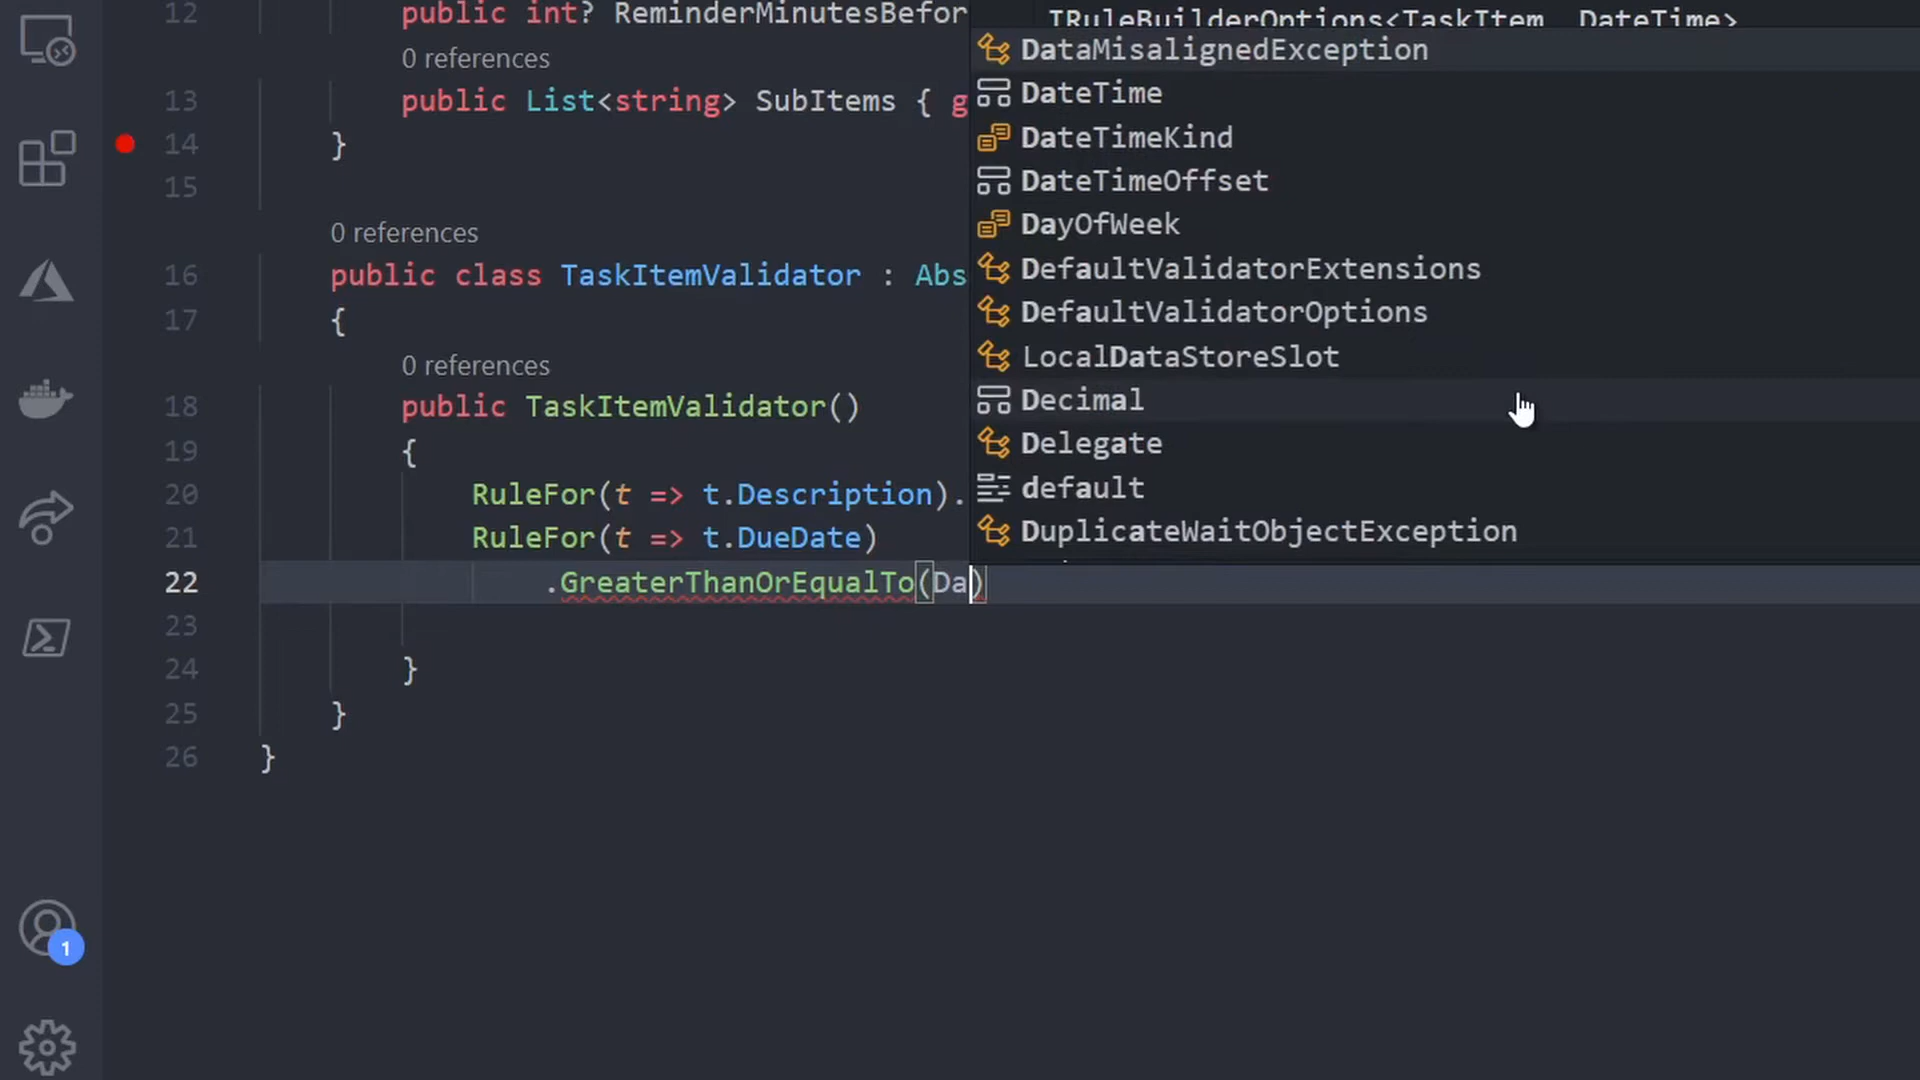 12 public int? ReminderMinutesBefor
IRuleBuilderOptions<TaskItem, DateTime>
0 references
13 public List<string> SubItems { g
14 }
15
0 references
16 public class TaskItemValidator : Abs
17 {
0 references
18 public TaskItemValidator()
19 {
20 RuleFor(t => t.Description).
21 RuleFor(t => t.DueDate)
22 .GreaterThanOrEqualTo(Da)
23
24 }
25 }
26 }
DataMisalignedException
DateTime
DateTimeKind
DateTimeOffset
DayOfWeek
DefaultValidatorExtensions
DefaultValidatorOptions
LocalDataStoreSlot
Decimal
Delegate
default
DuplicateWaitObjectException
1